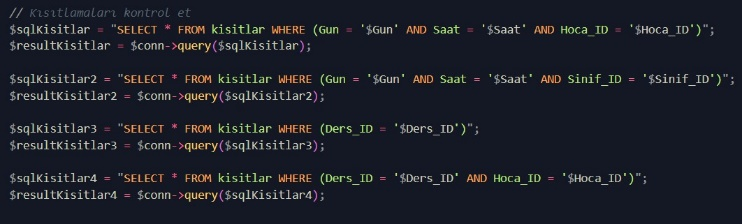 // Kısıtlamaları kontrol et
$sqlKisitlar = "SELECT * FROM kisitlar WHERE (Gun = '$Gun' AND Saat = '$Saat' AND Hoca_ID = '$Hoca_ID')";
$resultKisitlar = $conn->query($sqlKisitlar);
$sqlKisitlar2 = "SELECT * FROM kisitlar WHERE (Gun = '$Gun' AND Saat = '$Saat' AND Sinif_ID = '$Sinif_ID')";
$resultKisitlar2 = $conn->query($sqlKisitlar2);
$sqlKisitlar3 = "SELECT * FROM kisitlar WHERE (Ders_ID = '$Ders_ID')";
$resultKisitlar3 = $conn->query($sqlKisitlar3);
$sqlKisitlar4 = "SELECT * FROM kisitlar WHERE (Ders_ID = '$Ders_ID' AND Hoca_ID = '$Hoca_ID')";
$resultKisitlar4 = $conn->query($sqlKisitlar4);